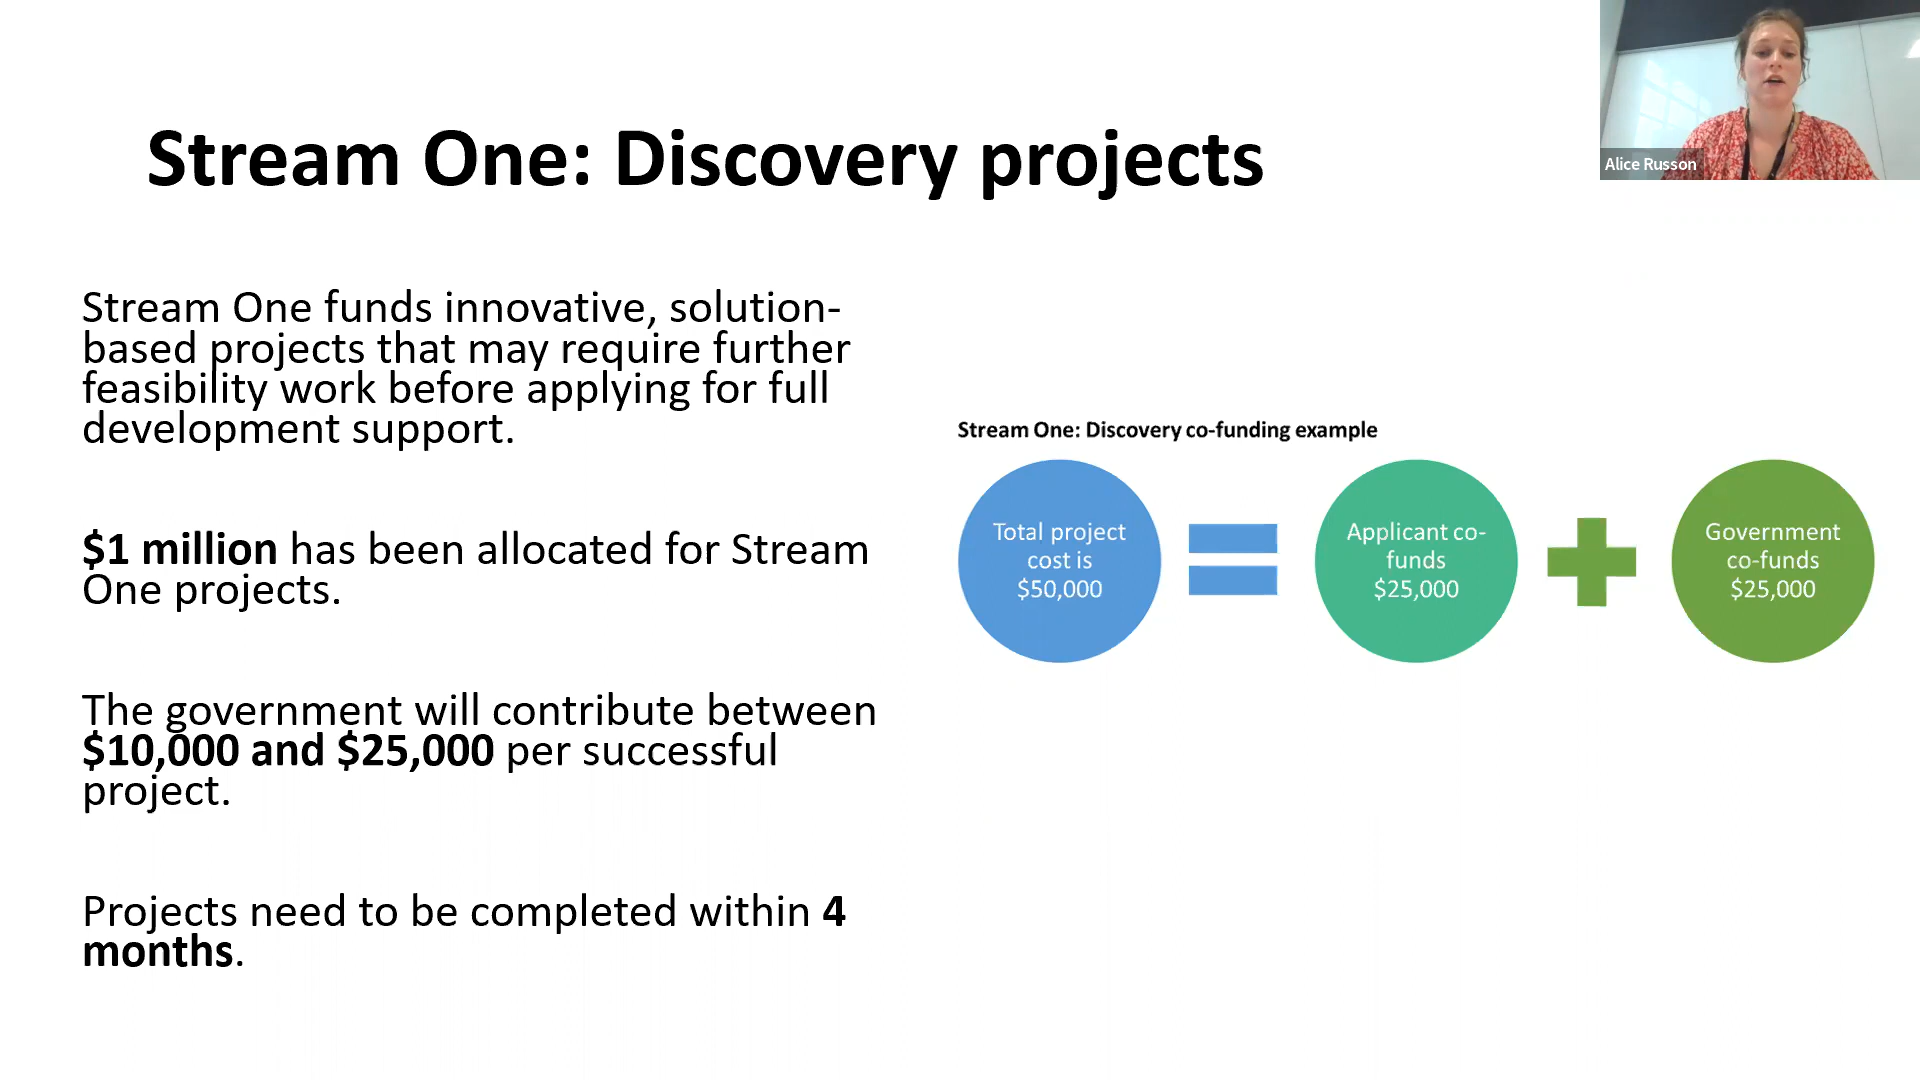 Stream One: Discovery projects
Alice Russon
Stream One funds innovative, solution-
based projects that may require further
feasibility work before applying for full
development support.
$1 million has been allocated for Stream
One projects.
The government will contribute between
$10,000 and $25,000 per successful
project.
Projects need to be completed within 4
months.
Stream One: Discovery co-funding example
Total project
cost is
$50,000
Applicant co-
funds
$25,000
Government
co-funds
$25,000